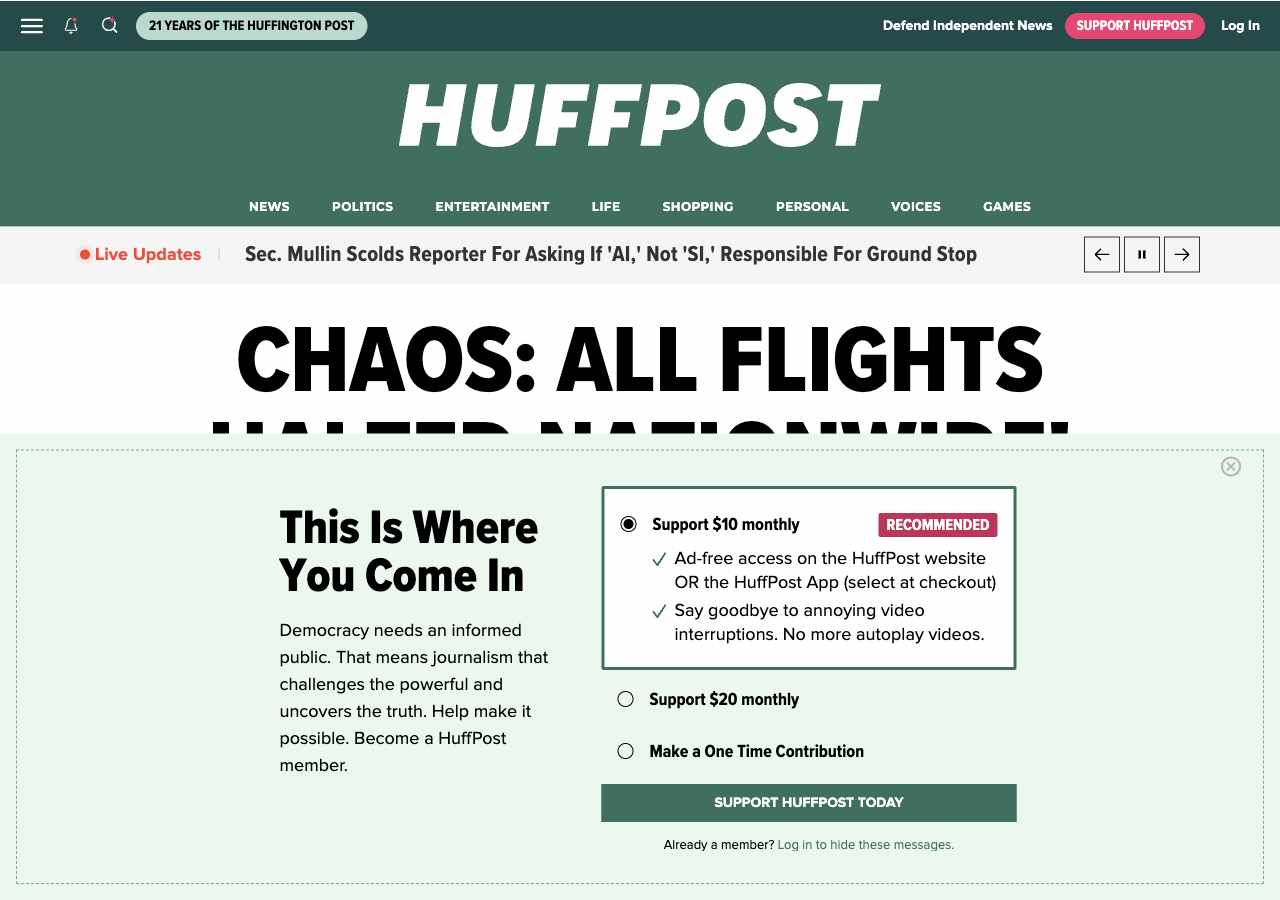 21 YEARS OF THE HUFFINGTON POST
Defend Independent News
SUPPORT HUFFPOST
Log In
HUFFPOST
NEWS POLITICS ENTERTAINMENT LIFE SHOPPING PERSONAL VOICES GAMES
Live Updates
Sec. Mullin Scolds Reporter For Asking If 'AI,' Not 'SI,' Responsible For Ground Stop
CHAOS: ALL FLIGHTS
HALTED NATIONWIDE'
This Is Where
You Come In
Democracy needs an informed
public. That means journalism that
challenges the powerful and
uncovers the truth. Help make it
possible. Become a HuffPost
member.
Support $10 monthly
RECOMMENDED
Ad-free access on the HuffPost website
OR the HuffPost App (select at checkout)
Say goodbye to annoying video
interruptions. No more autoplay videos.
Support $20 monthly
Make a One Time Contribution
SUPPORT HUFFPOST TODAY
Already a member? Log in to hide these messages.